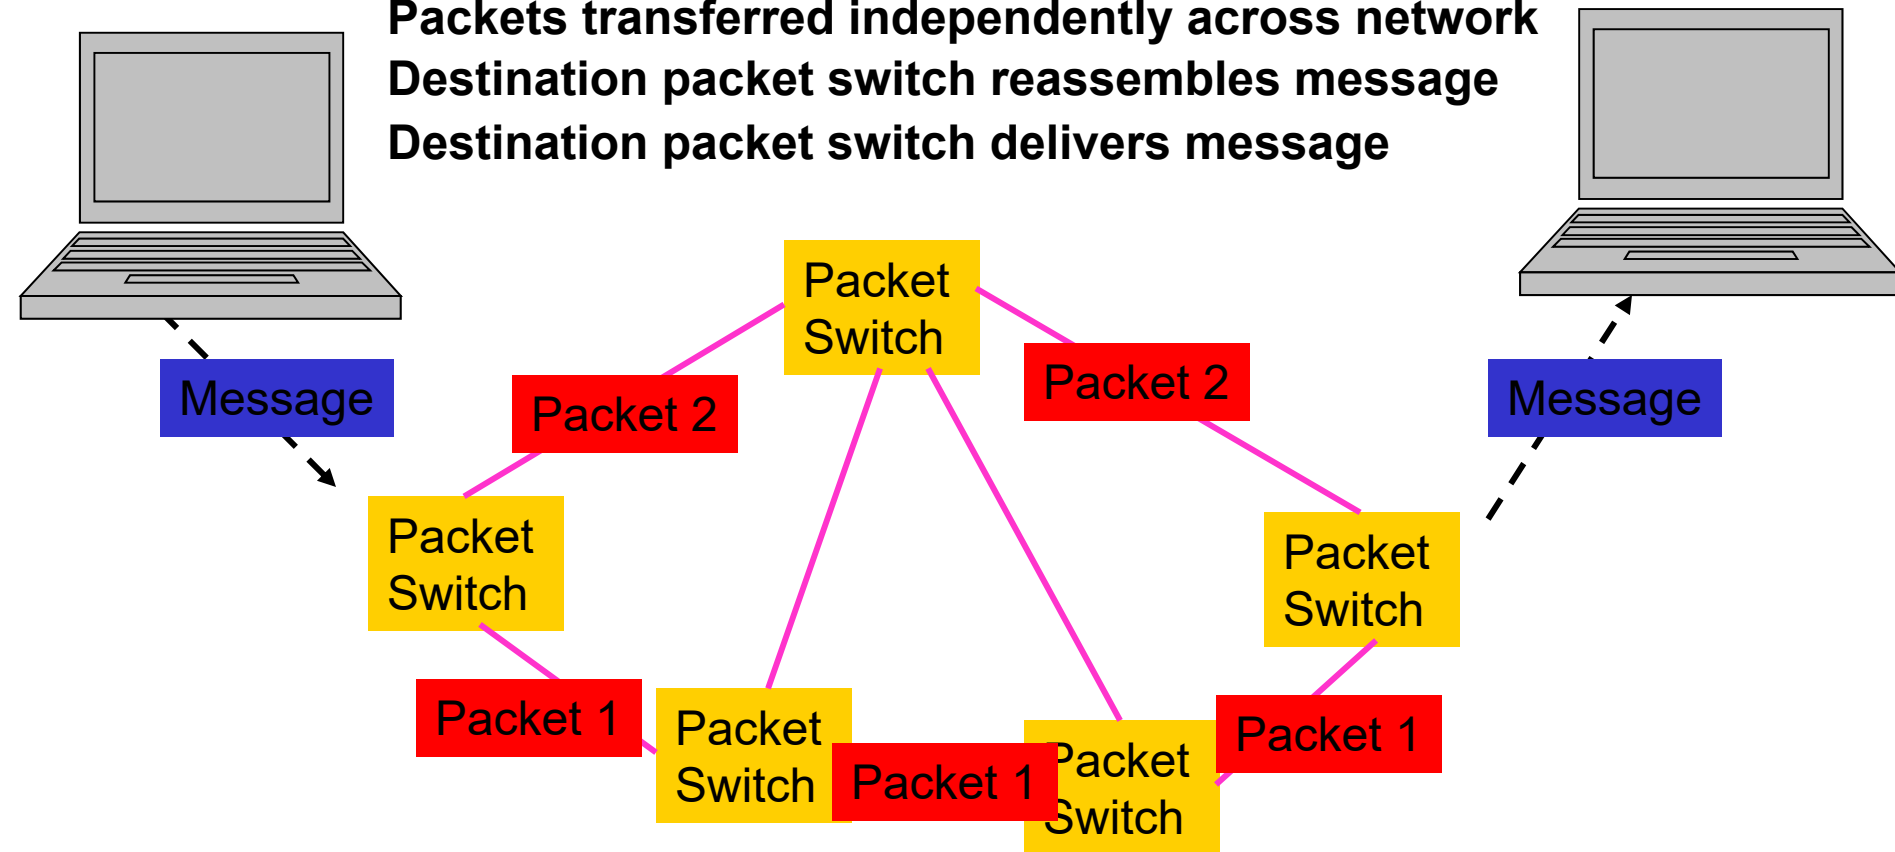 Packets transferred independently across network
Destination packet switch reassembles message
Destination packet switch delivers message
Packet
Switch
Packet 2
Message
Packet 2
Message
Packet
Switch
Packet
Switch
Packet 1
Packet
Switch
Packet 1
Packet
Switch
Packet 1